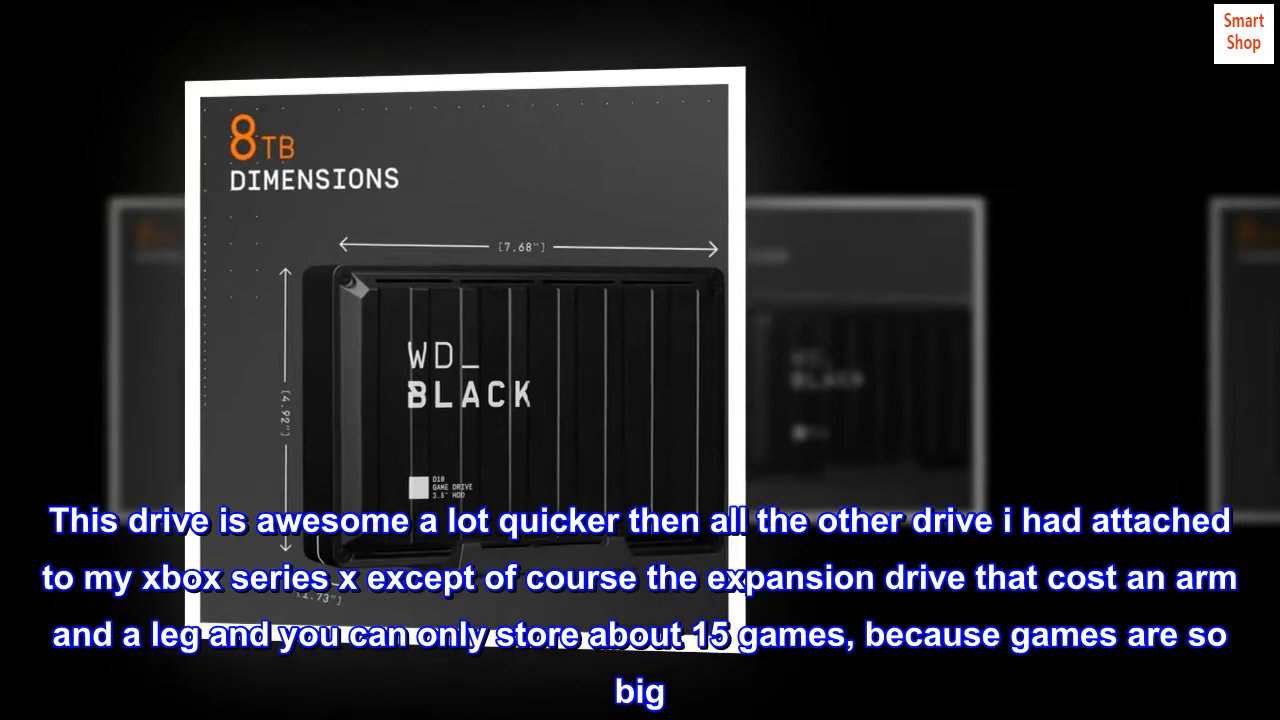 Smart
Shop
8TB
DIMENSIONS
[7.68"]
[4.92"]
WD_
BLACK
D10
GAME DRIVE
3.5" HDD
This drive is awesome a lot quicker then all the other drive i had attached
to my xbox series x except of course the expansion drive that cost an arm
and a leg and you can only store about 15 games, because games are so
big